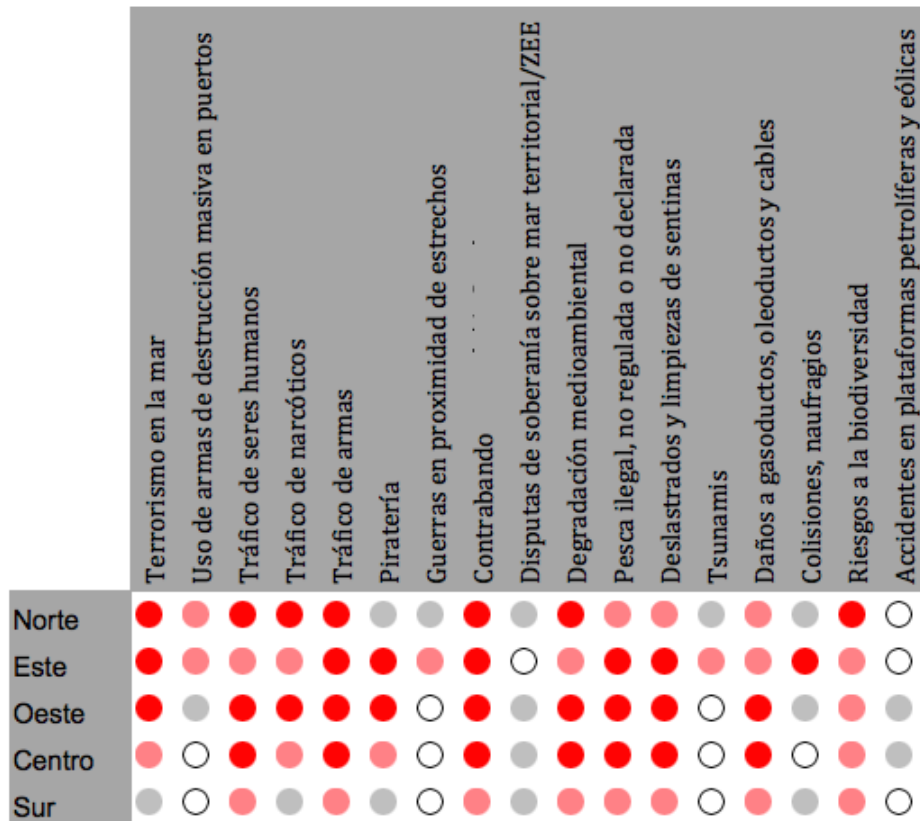 Terrorismo en la mar
Uso de armas de destrucción masiva en puertos
Tráfico de seres humanos
Tráfico de narcóticos
Tráfico de armas
Piratería
Guerras en proximidad de estrechos
Contrabando
Disputas de soberanía sobre mar territorial/ZEE
Degradación medioambiental
Pesca ilegal, no regulada o no declarada
Deslastrados y limpiezas de sentinas
Tsunamis
Daños a gasoductos, oleoductos y cables
Colisiones, naufragios
Riesgos a la biodiversidad
Accidentes en plataformas petrolíferas y eólicas
Norte
Este
Oeste
Centro
Sur